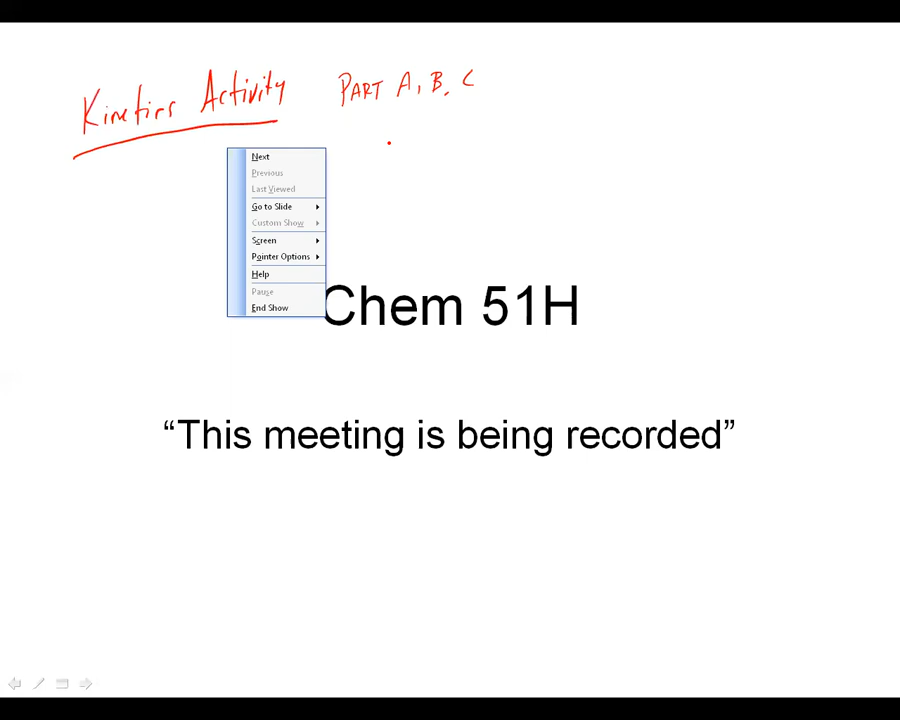 Kinetics Activity PART A, B, C
Next
Previous
Last Viewed
Go to Slide
Custom Show
Screen
Pointer Options
Help
Pause
End Show
Chem 51H
“This meeting is being recorded”